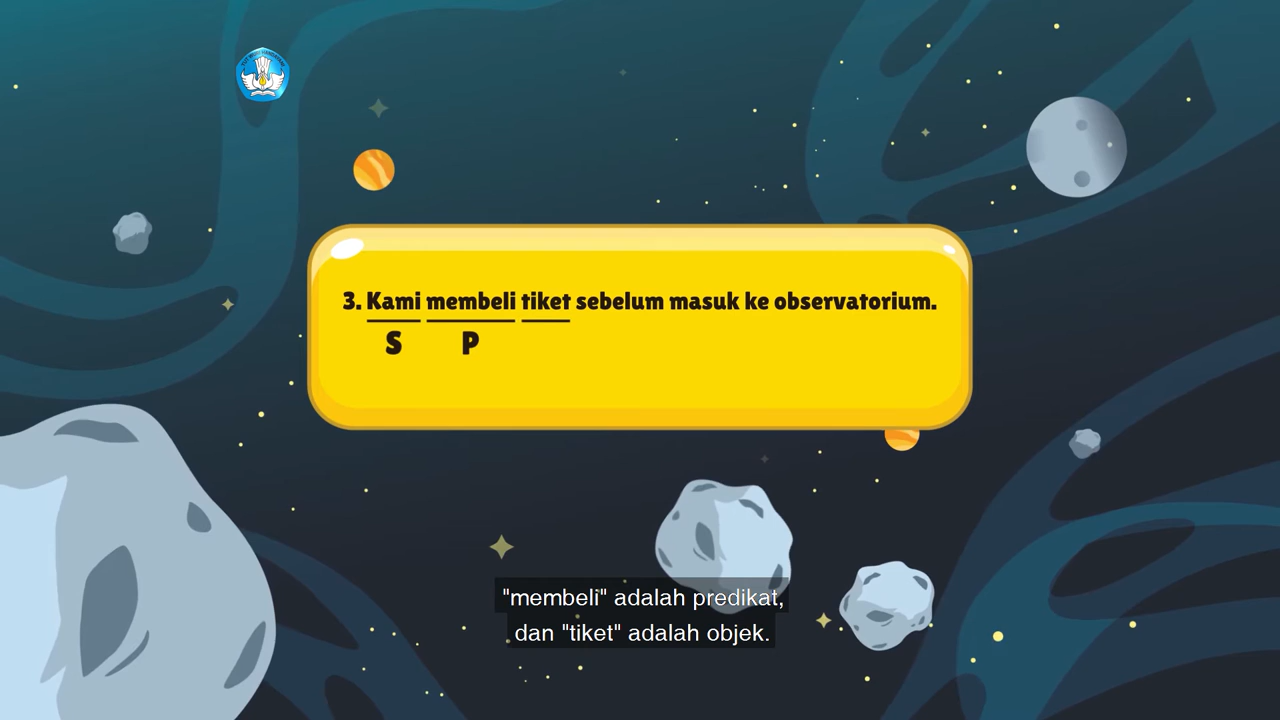 3. Kami membeli tiket sebelum masuk ke observatorium.
S P
"membeli" adalah predikat,
dan "tiket" adalah objek.